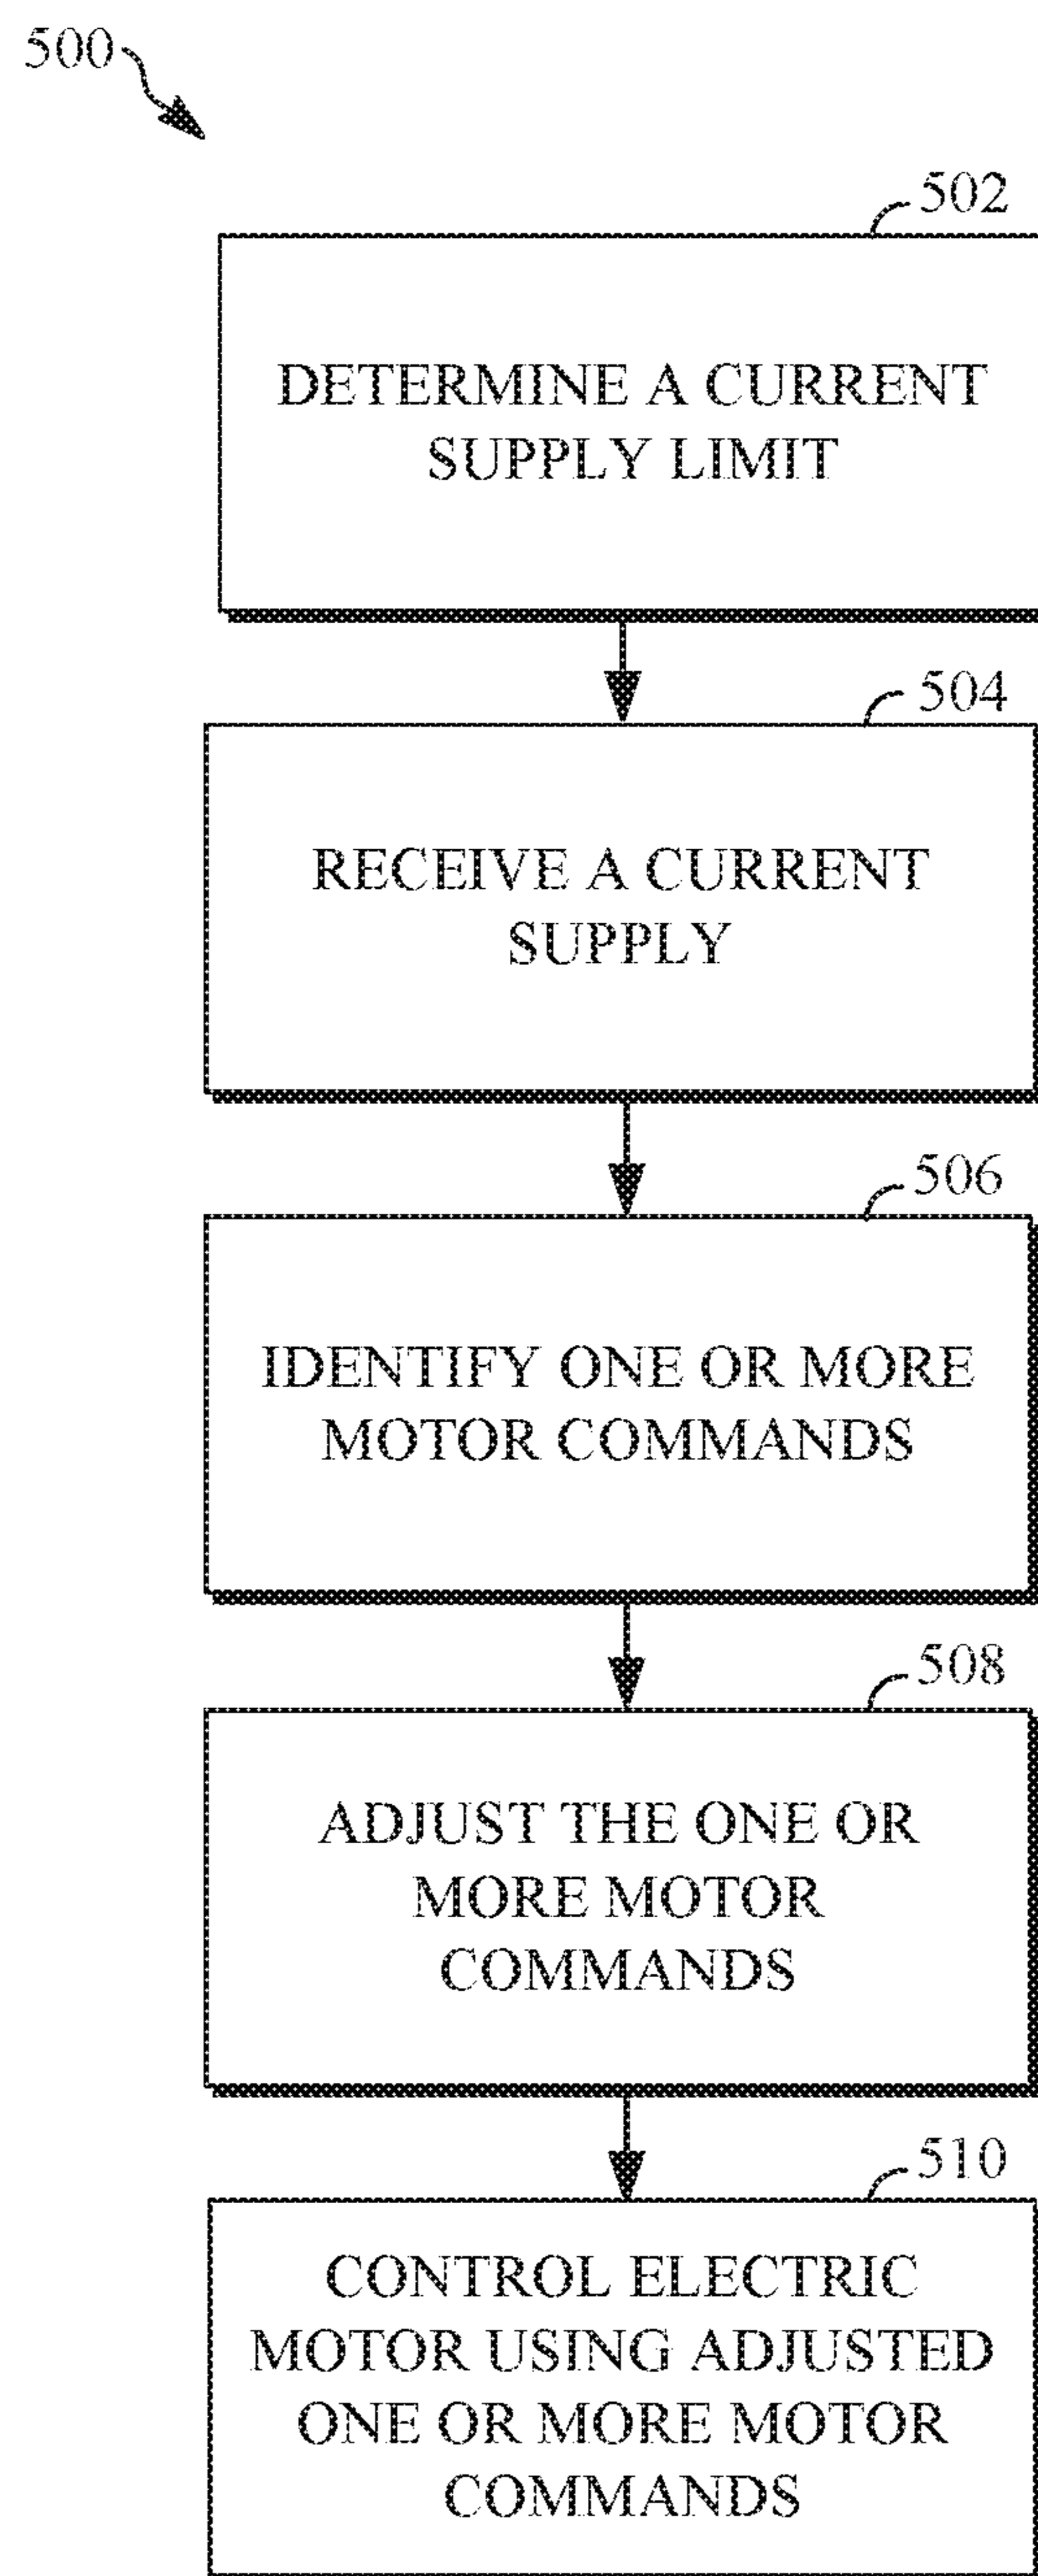 500
502
DETERMINE A CURRENT
SUPPLY LIMIT
504
RECEIVE A CURRENT
SUPPLY
506
IDENTIFY ONE OR MORE
MOTOR COMMANDS
508
ADJUST THE ONE OR
MORE MOTOR
COMMANDS
510
CONTROL ELECTRIC
MOTOR USING ADJUSTED
ONE OR MORE MOTOR
COMMANDS